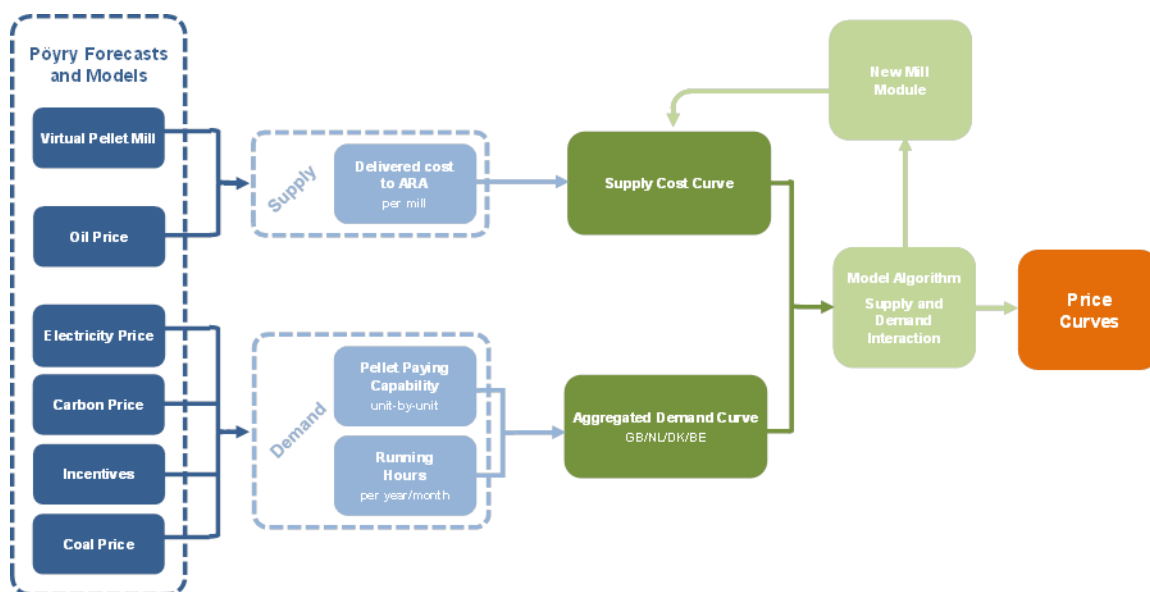 Pöyry Forecasts
and Models
Virtual Pellet Mill
Oil Price
Electricity Price
Carbon Price
Incentives
Coal Price
Supply
Delivered cost
to ARA
per mill
Demand
Pellet Paying
Capability
unit-by-unit
Running
Hours
per year/month
Supply Cost Curve
Aggregated Demand Curve
GB/NL/DK/BE
New Mill
Module
Model Algorithm
Supply and
Demand
Interaction
Price
Curves